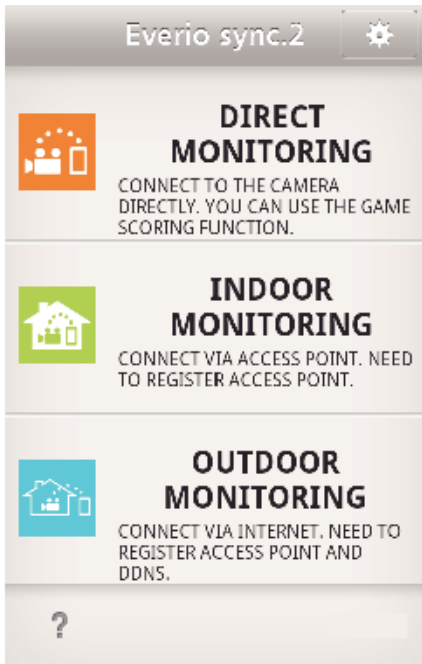 Everio sync.2
DIRECT
MONITORING
CONNECT TO THE CAMERA
DIRECTLY. YOU CAN USE THE GAME
SCORING FUNCTION.
INDOOR
MONITORING
CONNECT VIA ACCESS POINT. NEED
TO REGISTER ACCESS POINT.
OUTDOOR
MONITORING
CONNECT VIA INTERNET. NEED TO
REGISTER ACCESS POINT AND
DDNS.
?